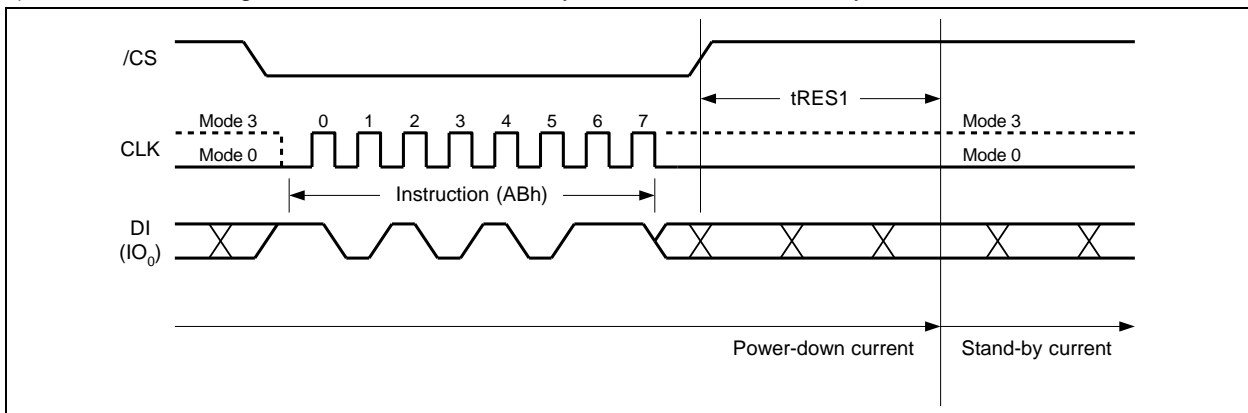 /CS
tRES1
Mode 3 0 1 2 3 4 5 6 7 Mode 3
CLK
Mode 0 Mode 0
Instruction (ABh)
DI
(IO₀)
Power-down current Stand-by current